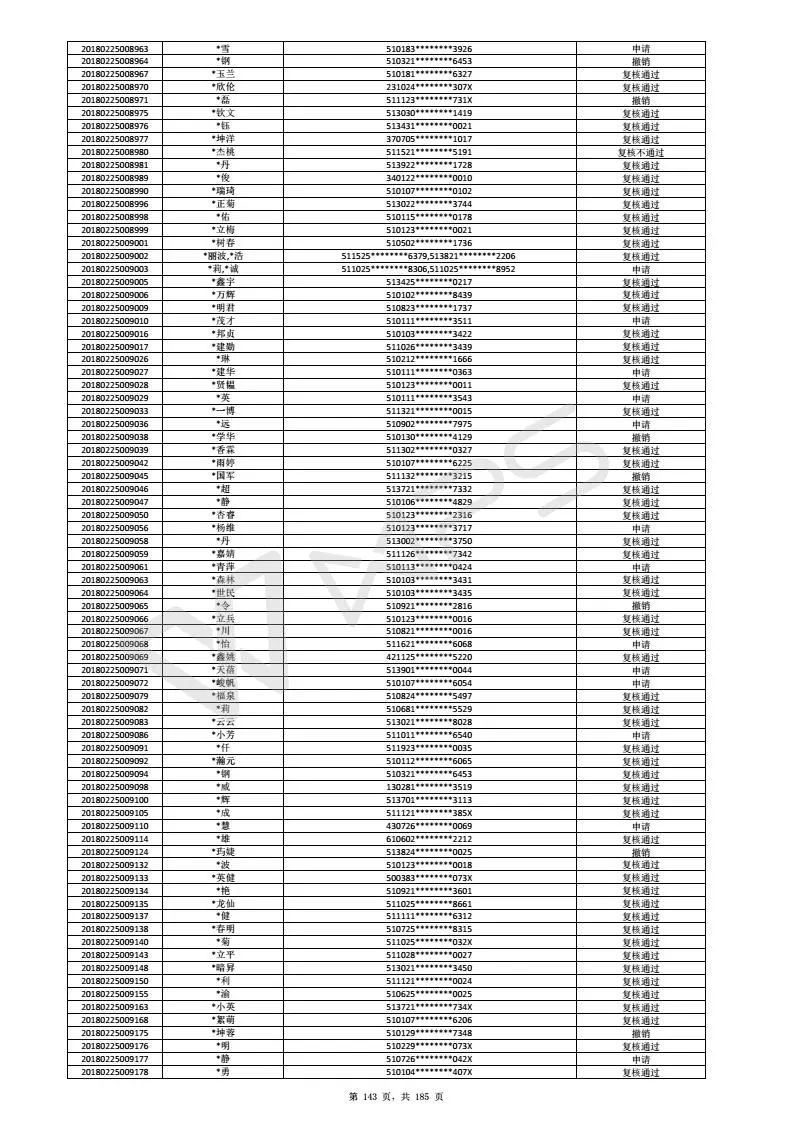 20180225008963 *雪 510183********3926 申请
20180225008964 *钢 510321********6453 撤销
20180225008967 *玉兰 510181********6327 复核通过
20180225008970 *欣伦 231024********307X 复核通过
20180225008971 *磊 511123********731X 撤销
20180225008975 *钦文 513030********1419 复核通过
20180225008976 *钰 513431********0021 复核通过
20180225008977 *坤洋 370705********1017 复核通过
20180225008980 *杰桃 511521********5191 复核不通过
20180225008981 *丹 513922********1728 复核通过
20180225008989 *俊 340122********0010 复核通过
20180225008990 *瑞琦 510107********0102 复核通过
20180225008996 *正菊 513022********3744 复核通过
20180225008998 *佑 510115********0178 复核通过
20180225008999 *立梅 510123********0021 复核通过
20180225009001 *树春 510502********1736 复核通过
20180225009002 *丽波,*浩 511525********6379,513821********2206 复核通过
20180225009003 *莉,*诚 511025********8306,511025********8952 申请
20180225009005 *鑫宇 513425********0217 复核通过
20180225009006 *万辉 510102********8439 复核通过
20180225009009 *明君 510823********1737 复核通过
20180225009010 *茂才 510111********3511 申请
20180225009016 *邦贞 510103********3422 复核通过
20180225009017 *建勋 511026********3439 复核通过
20180225009026 *琳 510212********1666 复核通过
20180225009027 *建华 510111********0363 申请
20180225009028 *贤韫 510123********0011 复核通过
20180225009029 *英 510111********3543 申请
20180225009033 *一博 511321********0015 复核通过
20180225009036 *远 510902********7975 申请
20180225009038 *学华 510130********4129 撤销
20180225009039 *香霖 511302********0327 复核通过
20180225009042 *雨婷 510107********6225 复核通过
20180225009045 *国军 511132********3215 撤销
20180225009046 *超 513721********7332 复核通过
20180225009047 *静 510106********4829 复核通过
20180225009050 *杏睿 510123********2316 复核通过
20180225009056 *杨维 510123********3717 申请
20180225009058 *丹 513002********3750 复核通过
20180225009059 *嘉婧 511126********7342 复核通过
20180225009061 *青萍 510113********0424 申请
20180225009063 *森林 510103********3431 复核通过
20180225009064 *世民 510103********3435 复核通过
20180225009065 *令 510921********2816 撤销
20180225009066 *立兵 510123********0016 复核通过
20180225009067 *川 510821********0016 复核通过
20180225009068 *怡 511621********6068 申请
20180225009069 *鑫姚 421125********5220 复核通过
20180225009071 *天蓓 513901********0044 申请
20180225009072 *峻帆 510107********6054 申请
20180225009079 *福泉 510824********5497 复核通过
20180225009082 *莉 510681********5529 复核通过
20180225009083 *云云 513021********8028 复核通过
20180225009086 *小芳 511011********6540 申请
20180225009091 *仟 511923********0035 复核通过
20180225009092 *瀚元 510112********6065 复核通过
20180225009094 *钢 510321********6453 复核通过
20180225009098 *威 130281********3519 复核通过
20180225009100 *辉 513701********3113 复核通过
20180225009105 *成 511121********385X 复核通过
20180225009110 *慧 430726********0069 申请
20180225009114 *雄 610602********2212 复核通过
20180225009124 *玛婕 513824********0025 撤销
20180225009132 *波 510123********0018 复核通过
20180225009133 *英健 500383********073X 复核通过
20180225009134 *艳 510921********3601 复核通过
20180225009135 *龙仙 511025********8661 复核通过
20180225009137 *健 511111********6312 复核通过
20180225009138 *春明 510725********8315 复核通过
20180225009140 *菊 511025********032X 复核通过
20180225009143 *立平 511028********0027 复核通过
20180225009148 *暗昇 513021********3450 复核通过
20180225009150 *利 511121********0024 复核通过
20180225009155 *渝 510625********0025 复核通过
20180225009163 *小英 513721********734X 复核通过
20180225009168 *絮萌 510107********6206 复核通过
20180225009175 *坤蓉 510129********7348 撤销
20180225009176 *明 510229********073X 复核通过
20180225009177 *静 510726********042X 申请
20180225009178 *勇 510104********407X 复核通过
第 143 页，共 185 页